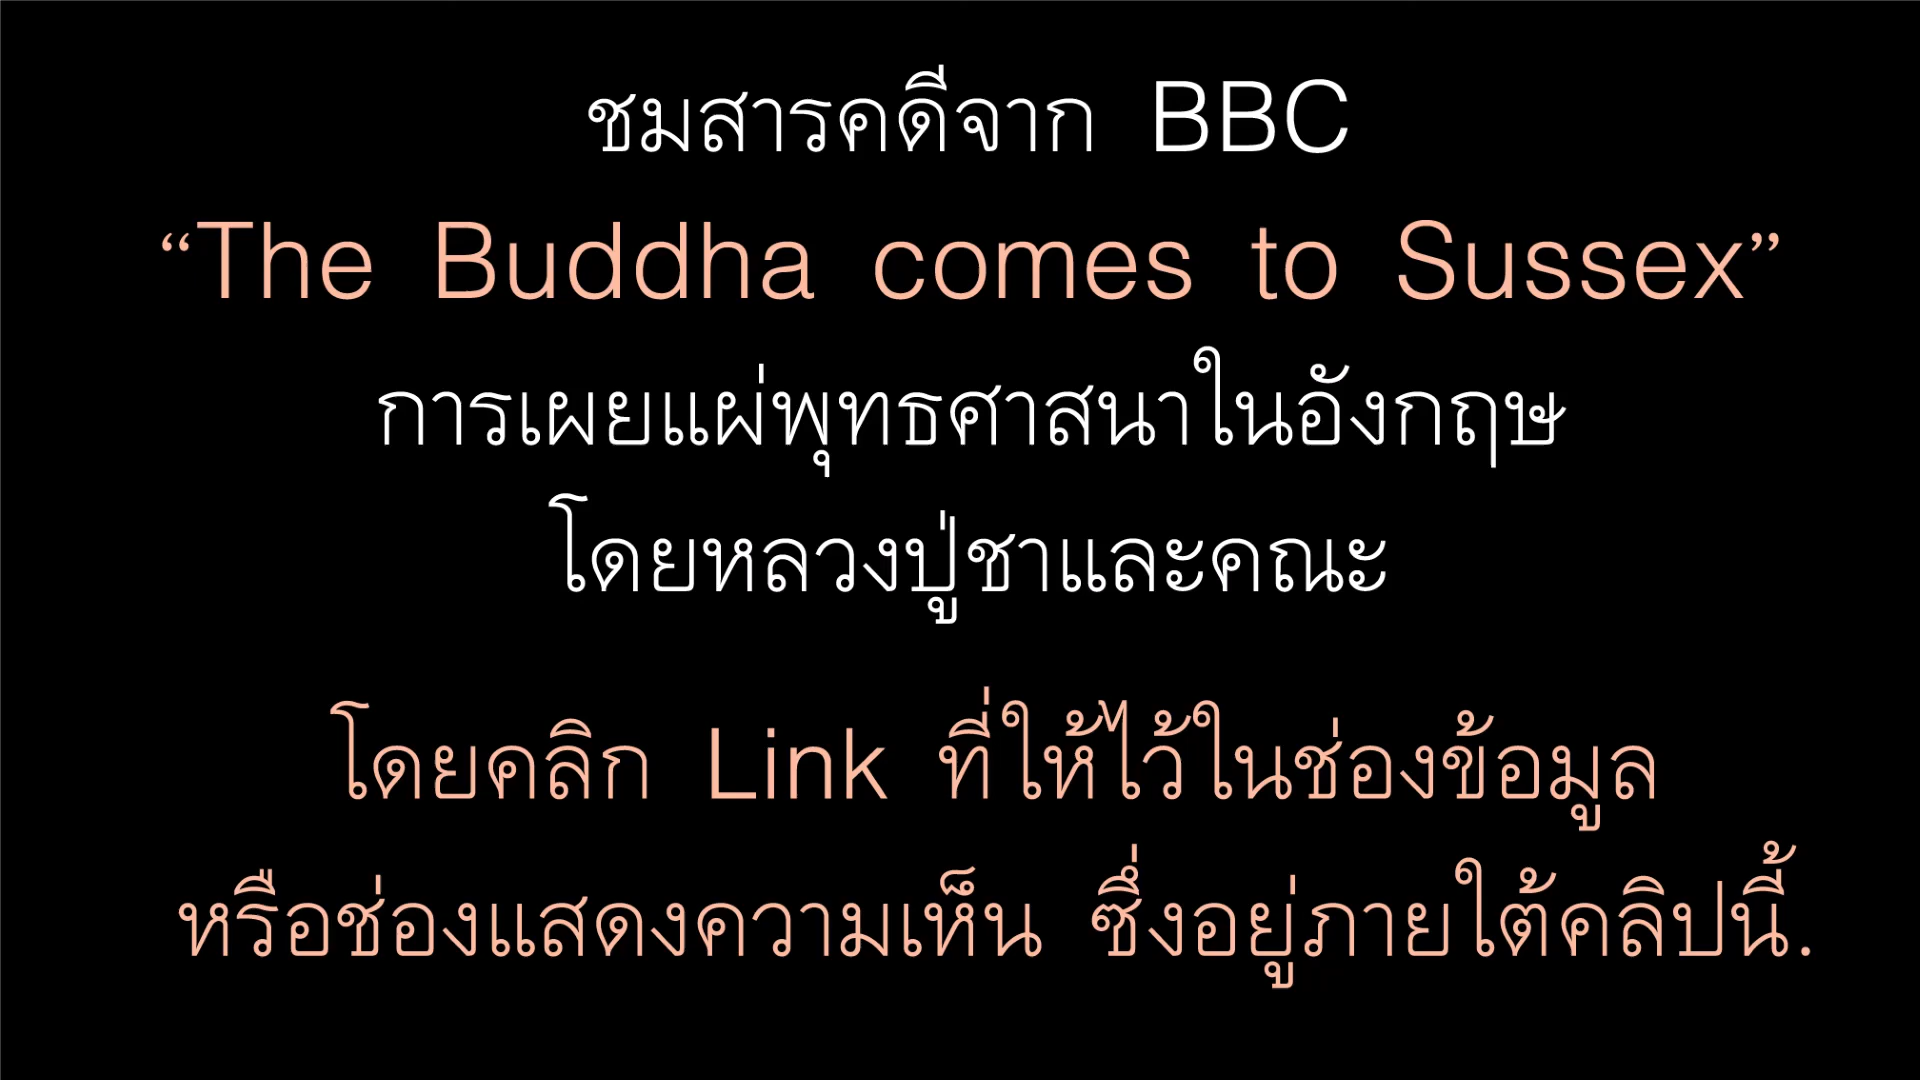 ชมสารคดีจาก BBC
“The Buddha comes to Sussex”
การเผยแผ่พุทธศาสนาในอังกฤษ
โดยหลวงปู่ชาและคณะ
โดยคลิก Link ที่ให้ไว้ในช่องข้อมูล
หรือช่องแสดงความเห็น ซึ่งอยู่ภายใต้คลิปนี้.